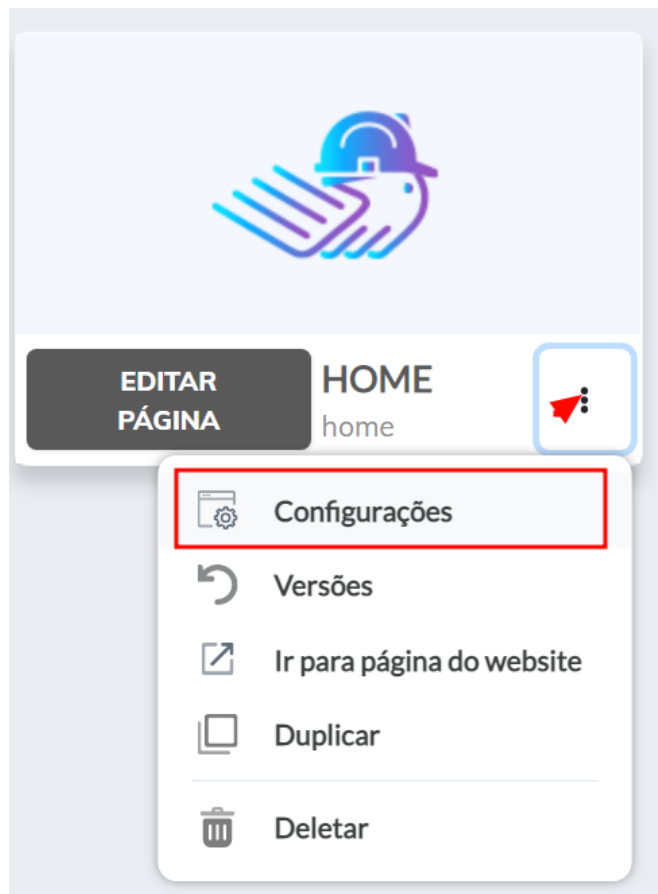 EDITAR
PÁGINA
HOME
home
Configurações
Versões
Ir para página do website
Duplicar
Deletar